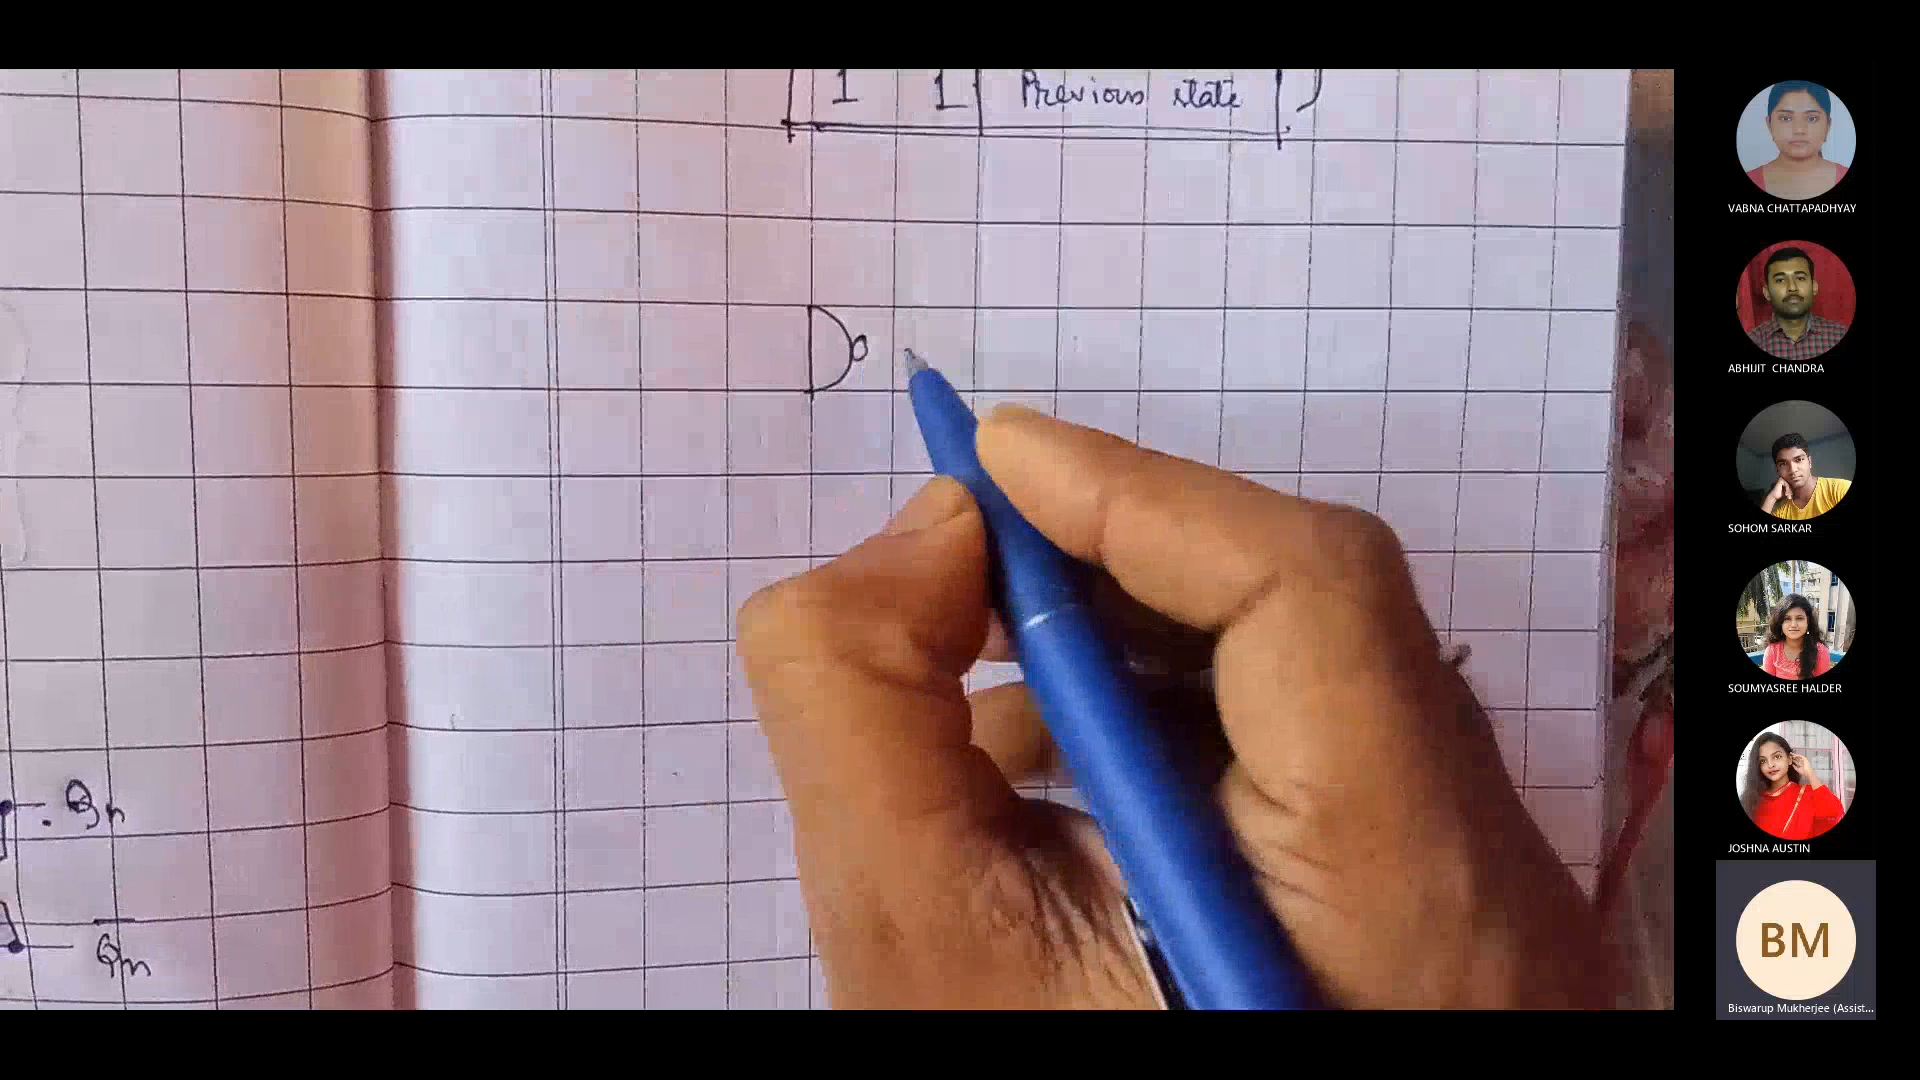 1 1 Previous state
Qn
Qn
VABNA CHATTAPADHYAY
ABHIJIT CHANDRA
SOHOM SARKAR
SOUMYASREE HALDER
JOSHNA AUSTIN
BM
Biswarup Mukherjee (Assist...